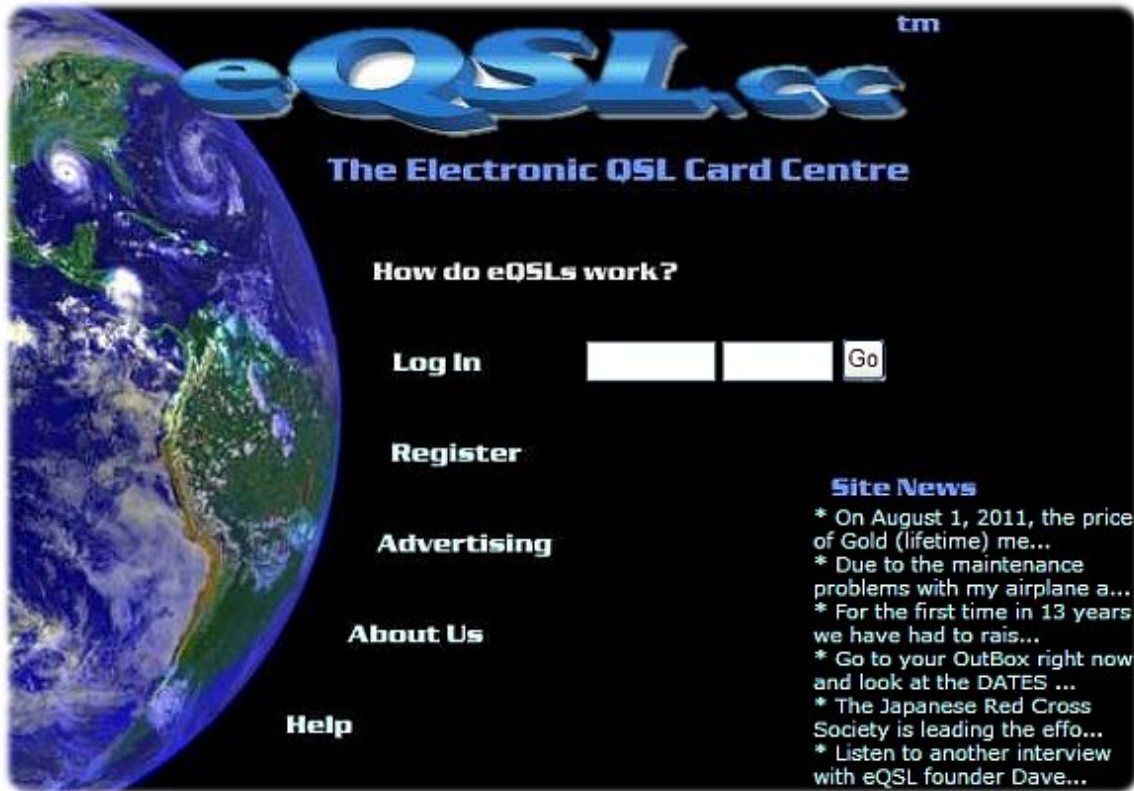 tm
eQSL.cc
The Electronic QSL Card Centre
How do eQSLs work?
Log In
Go
Register
Advertising
About Us
Help
Site News
* On August 1, 2011, the price
of Gold (lifetime) me...
* Due to the maintenance
problems with my airplane a...
* For the first time in 13 years
we have had to rais...
* Go to your OutBox right now
and look at the DATES ...
* The Japanese Red Cross
Society is leading the effo...
* Listen to another interview
with eQSL founder Dave...